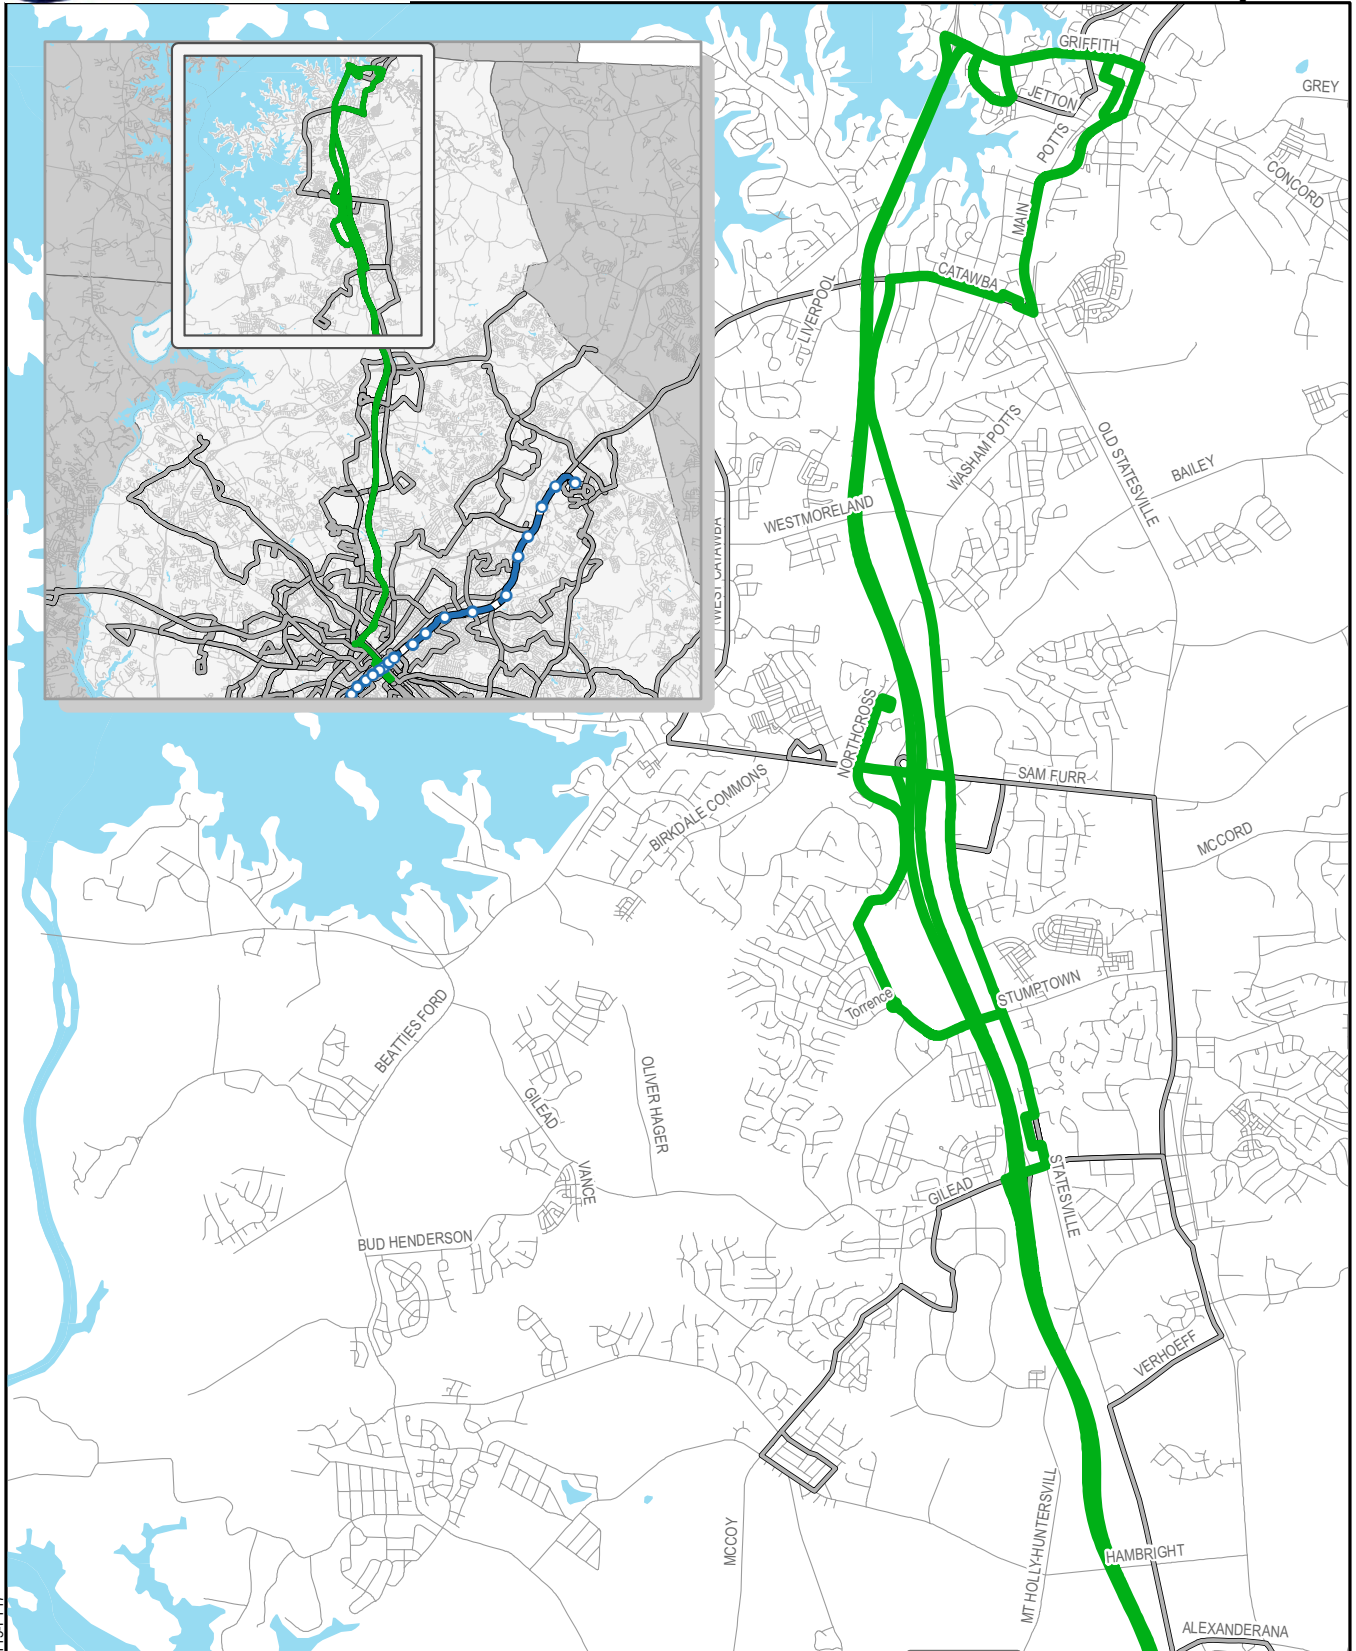 GRIFFITH
GREY
JETTON
POTTS
CONCORD
MAIN
CATAWBA
LIVERPOOL
WASHAM POTTS
OLD STATESVILLE
BAILEY
WESTMORELAND
WEST CATAWBA
NORTHCROSS
SAM FURR
BIRKDALE COMMONS
MCCORD
STUMPTOWN
Torrence
BEATTIES FORD
GILEAD
OLIVER HAGER
VANCE
GILEAD
STATESVILLE
BUD HENDERSON
VERHOEFF
MCCOY
MT HOLLY-HUNTERSVILL
HAMBRIGHT
ALEXANDERANA